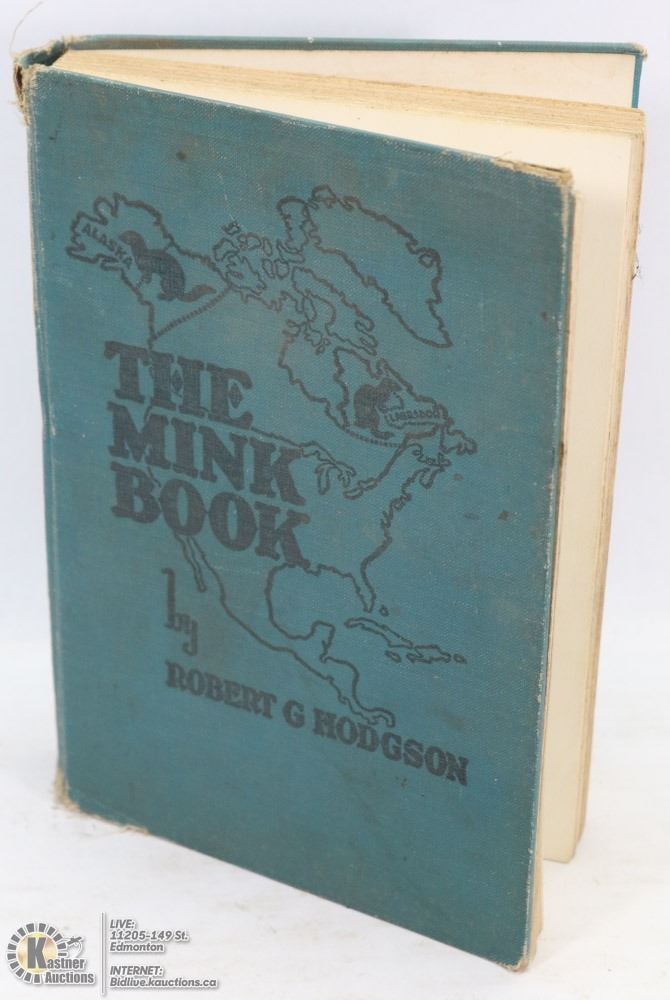 ALASKA
LABRADOR
THE
MINK
BOOK
by
ROBERT G HODGSON
K
Kastner
Auctions
LIVE:
11205-149 St.
Edmonton
INTERNET:
Bidlive.kauctions.ca